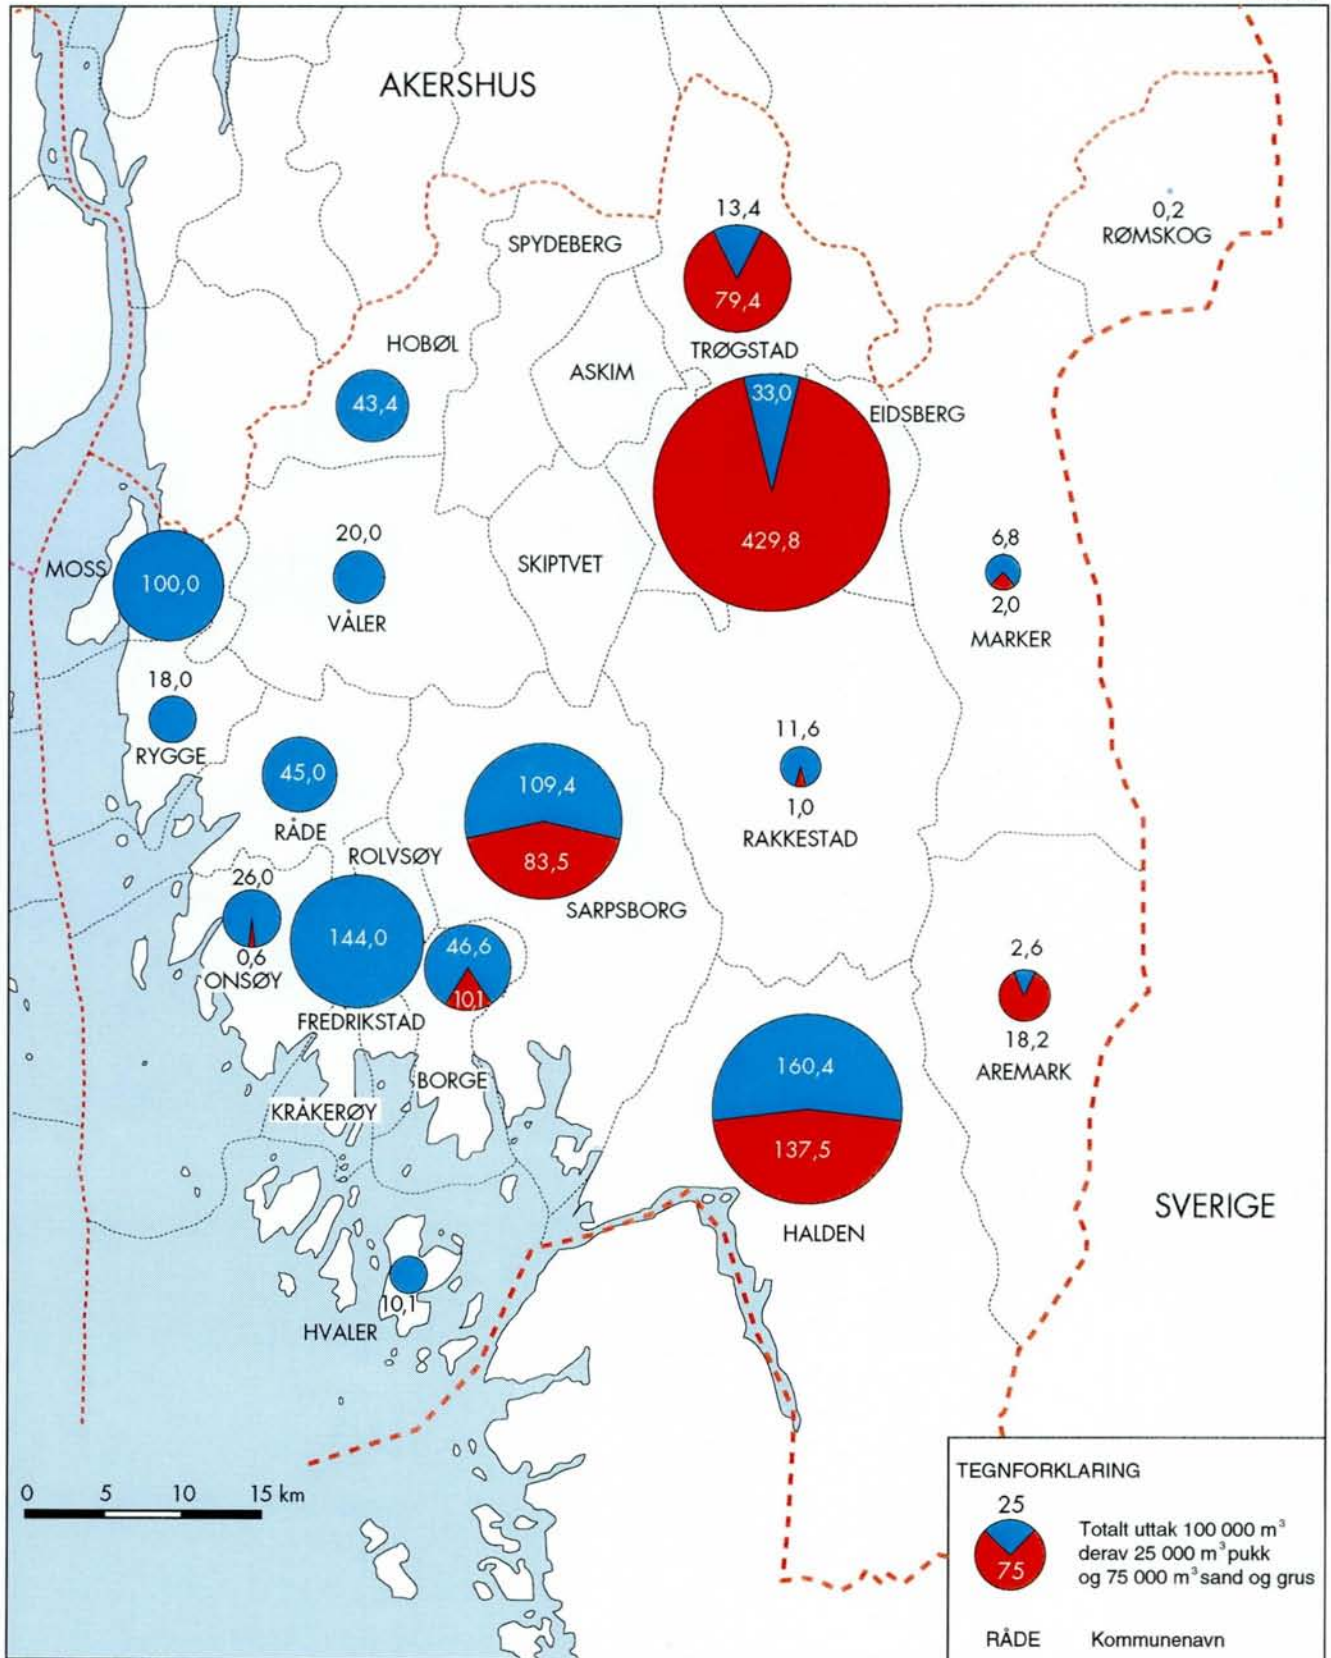 AKERSHUS
0,2
RØMSKOG
13,4
SPYDEBERG
79,4
TRØGSTAD
HOBØL
ASKIM
33,0
EIDSBERG
43,4
20,0
429,8
6,8
MOSS
100,0
SKIPTVET
2,0
VÅLER
MARKER
18,0
RYGGE
11,6
45,0
109,4
1,0
RÅDE
RAKKESTAD
ROLVSØY
83,5
26,0
SARPSBORG
144,0
46,6
0,6
2,6
ONSØY
10,1
FREDRIKSTAD
18,2
160,4
AREMARK
BORGE
KRÅKERØY
137,5
SVERIGE
HALDEN
10,1
HVALER
0 5 10 15 km
TEGNFORKLARING
25
75
Totalt uttak 100 000 m³
derav 25 000 m³ pukk
og 75 000 m³ sand og grus
RÅDE Kommunenavn